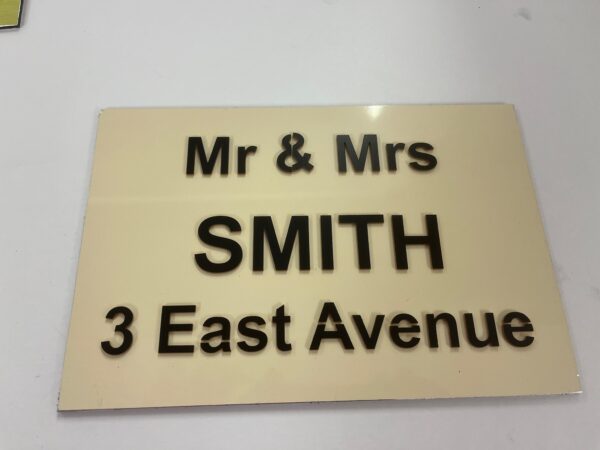 Mr & Mrs
SMITH
3 East Avenue